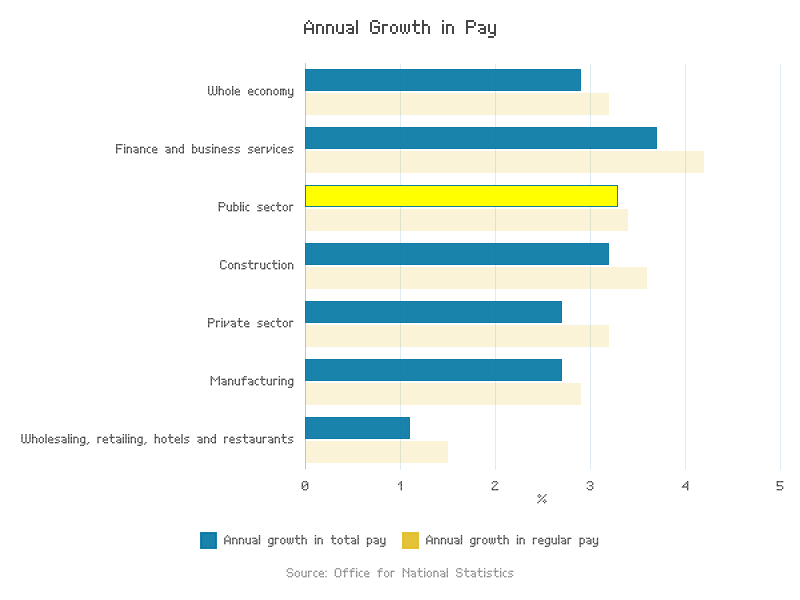 Annual Growth in Pay
Whole economy
Finance and business services
Public sector
Construction
Private sector
Manufacturing
Wholesaling, retailing, hotels and restaurants
0 1 2 3 4 5
%
Annual growth in total pay Annual growth in regular pay
Source: Office for National Statistics